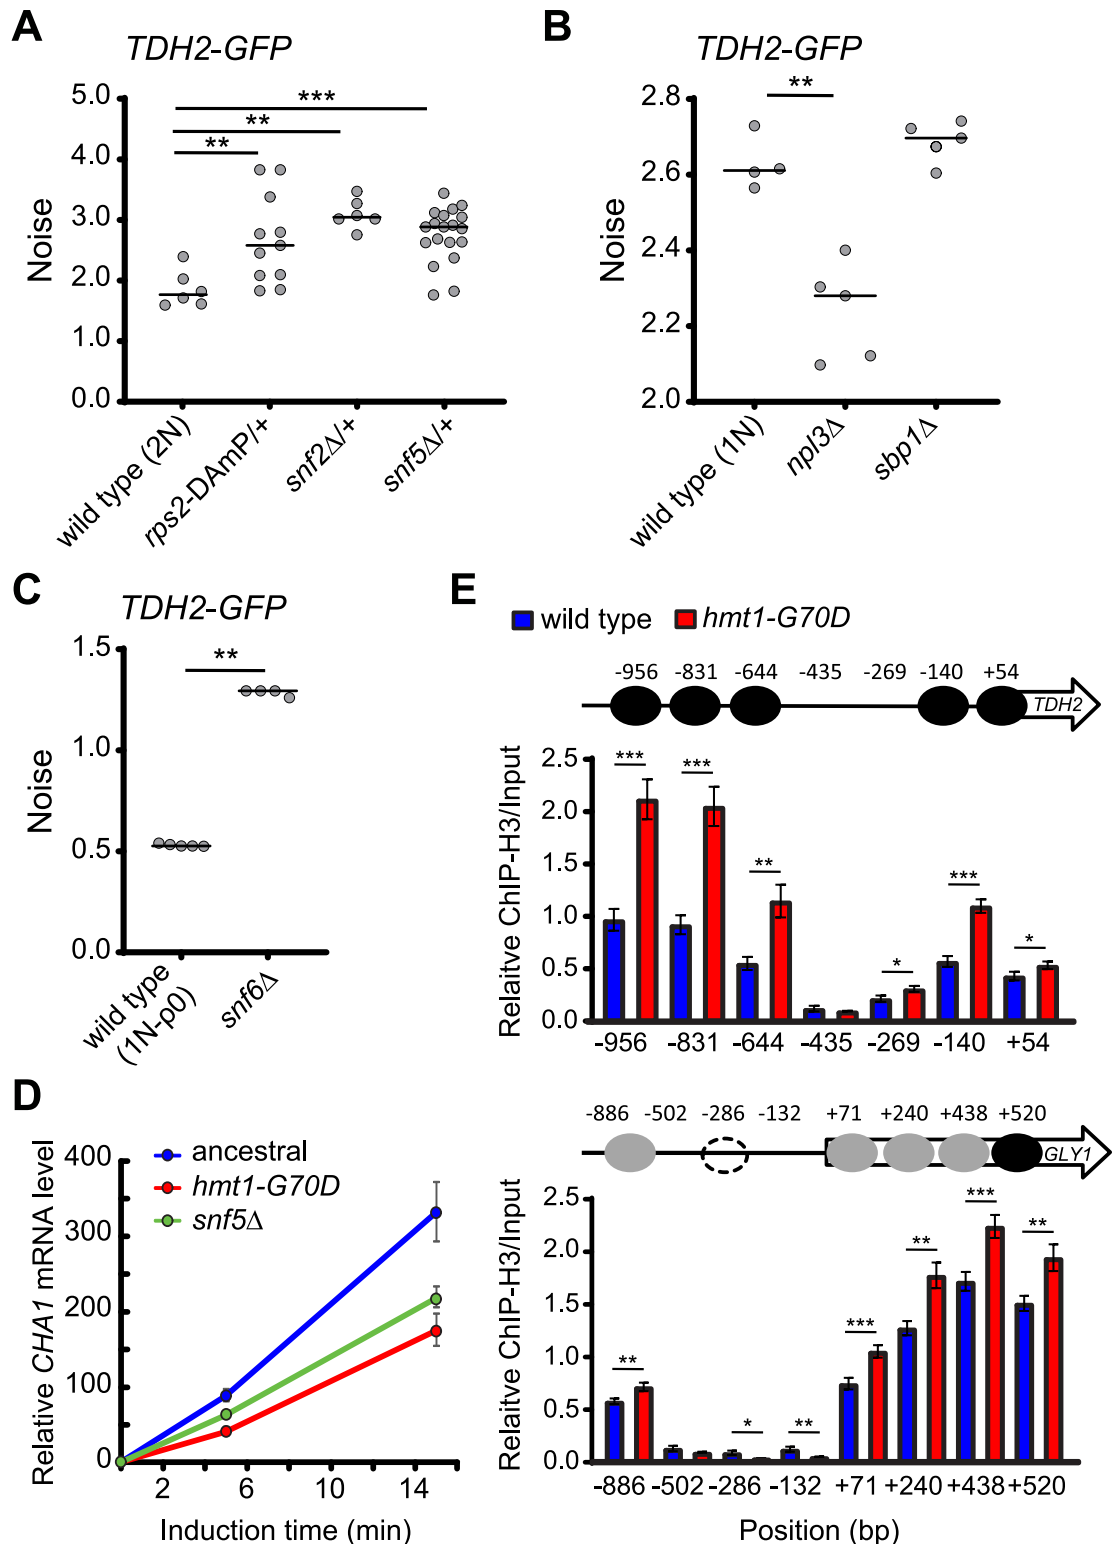 A
TDH2-GFP
Noise
5.0
4.0
3.0
2.0
1.0
0.0
***
**
**
wild type (2N)
rps2-DAmP/+
snf2Δ/+
snf5Δ/+
B
TDH2-GFP
Noise
2.8
2.6
2.4
2.2
2.0
**
wild type (1N)
npl3Δ
sbp1Δ
C
TDH2-GFP
Noise
1.5
1.0
0.5
0.0
**
wild type
(1N-p0)
snf6Δ
D
Relative CHA1 mRNA level
400
300
200
100
0
ancestral
hmt1-G70D
snf5Δ
2 6 10 14
Induction time (min)
E
wild type hmt1-G70D
-956 -831 -644 -435 -269 -140 +54
TDH2
Relaitve ChIP-H3/Input
2.5
2.0
1.5
1.0
0.5
0.0
*** *** ** * *** *
-956 -831 -644 -435 -269 -140 +54
-886 -502 -286 -132 +71 +240 +438 +520
GLY1
Relaitve ChIP-H3/Input
2.5
2.0
1.5
1.0
0.5
0.0
** * ** *** ** *** **
-886 -502 -286 -132 +71 +240 +438 +520
Position (bp)